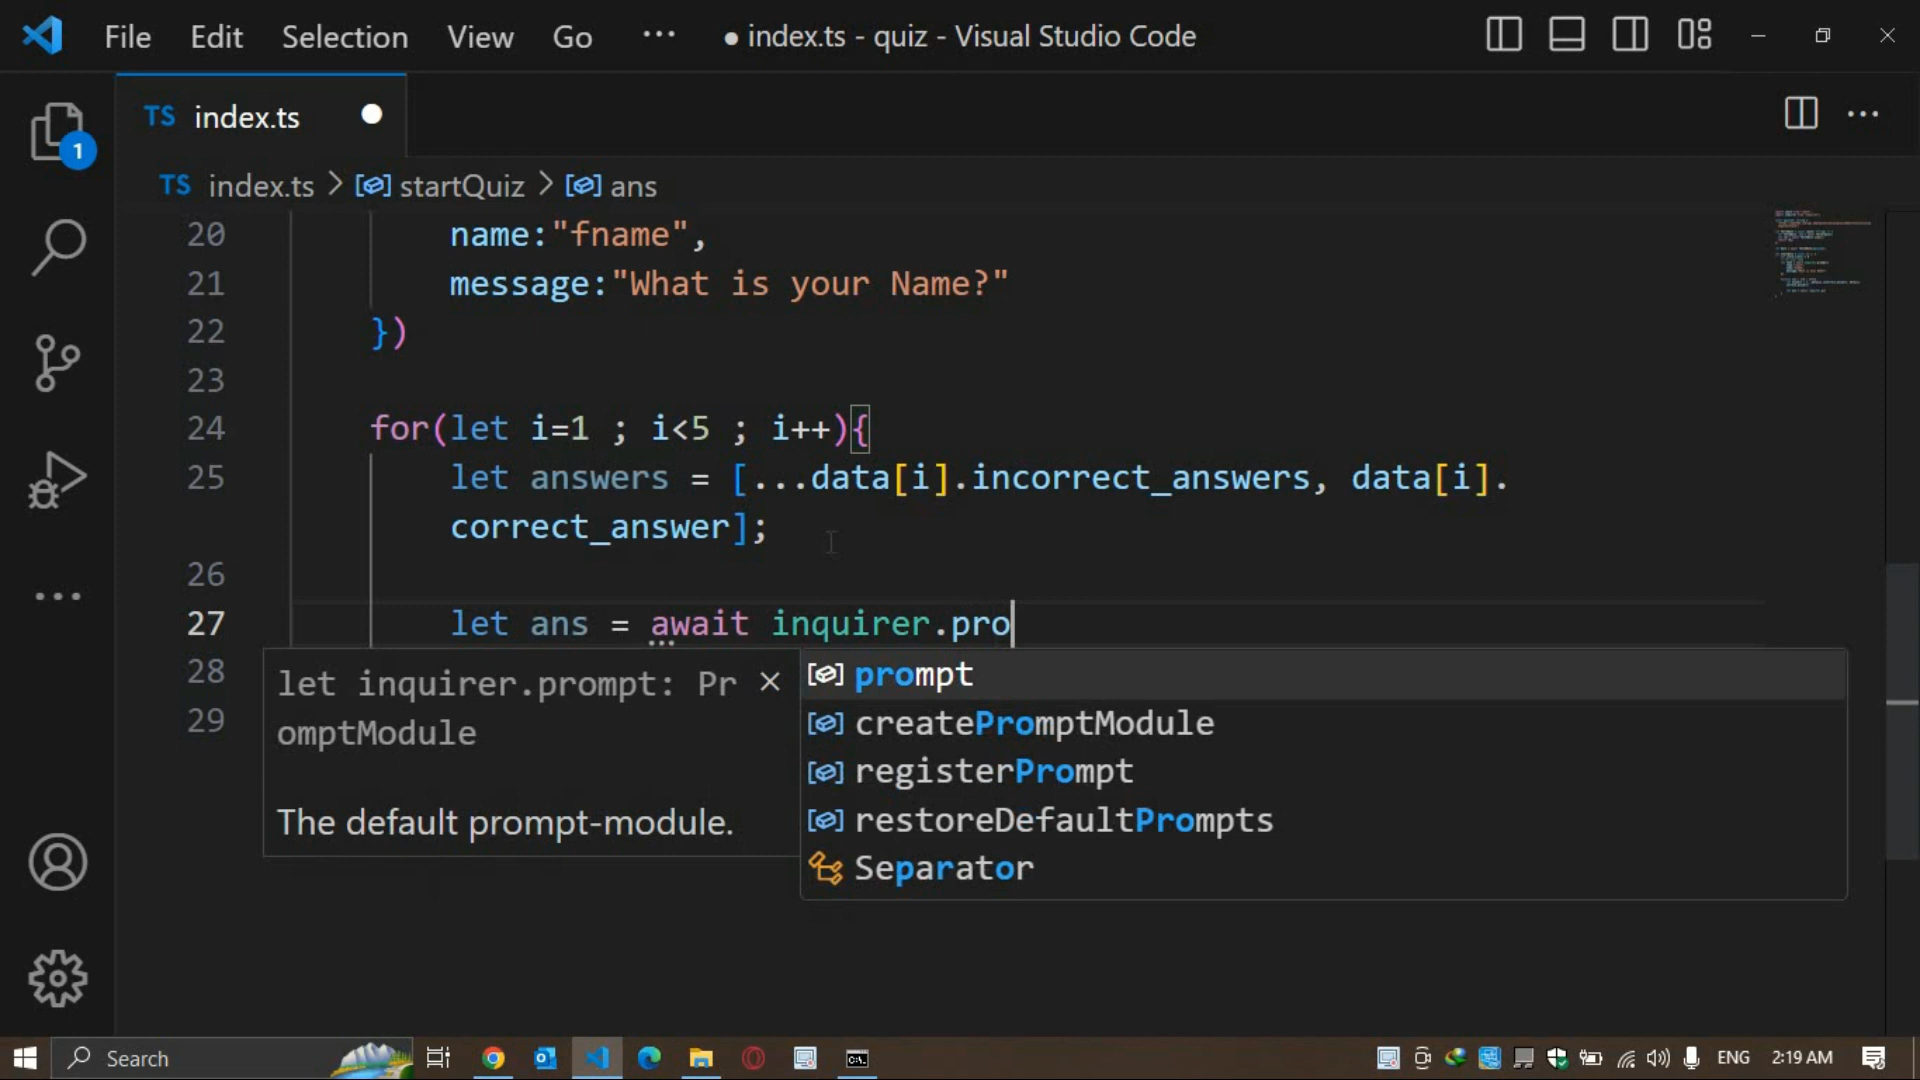 File Edit Selection View Go ··· ● index.ts - quiz - Visual Studio Code
TS index.ts ●
1
TS index.ts > startQuiz > ans
20 name:"fname",
21 message:"What is your Name?"
22 })
23
24 for(let i=1 ; i<5 ; i++){
25 let answers = [...data[i].incorrect_answers, data[i].
correct_answer];
26
27 let ans = await inquirer.pro
28
29
let inquirer.prompt: Pr
omptModule
The default prompt-module.
prompt
createPromptModule
registerPrompt
restoreDefaultPrompts
Separator
Search
ENG 2:19 AM